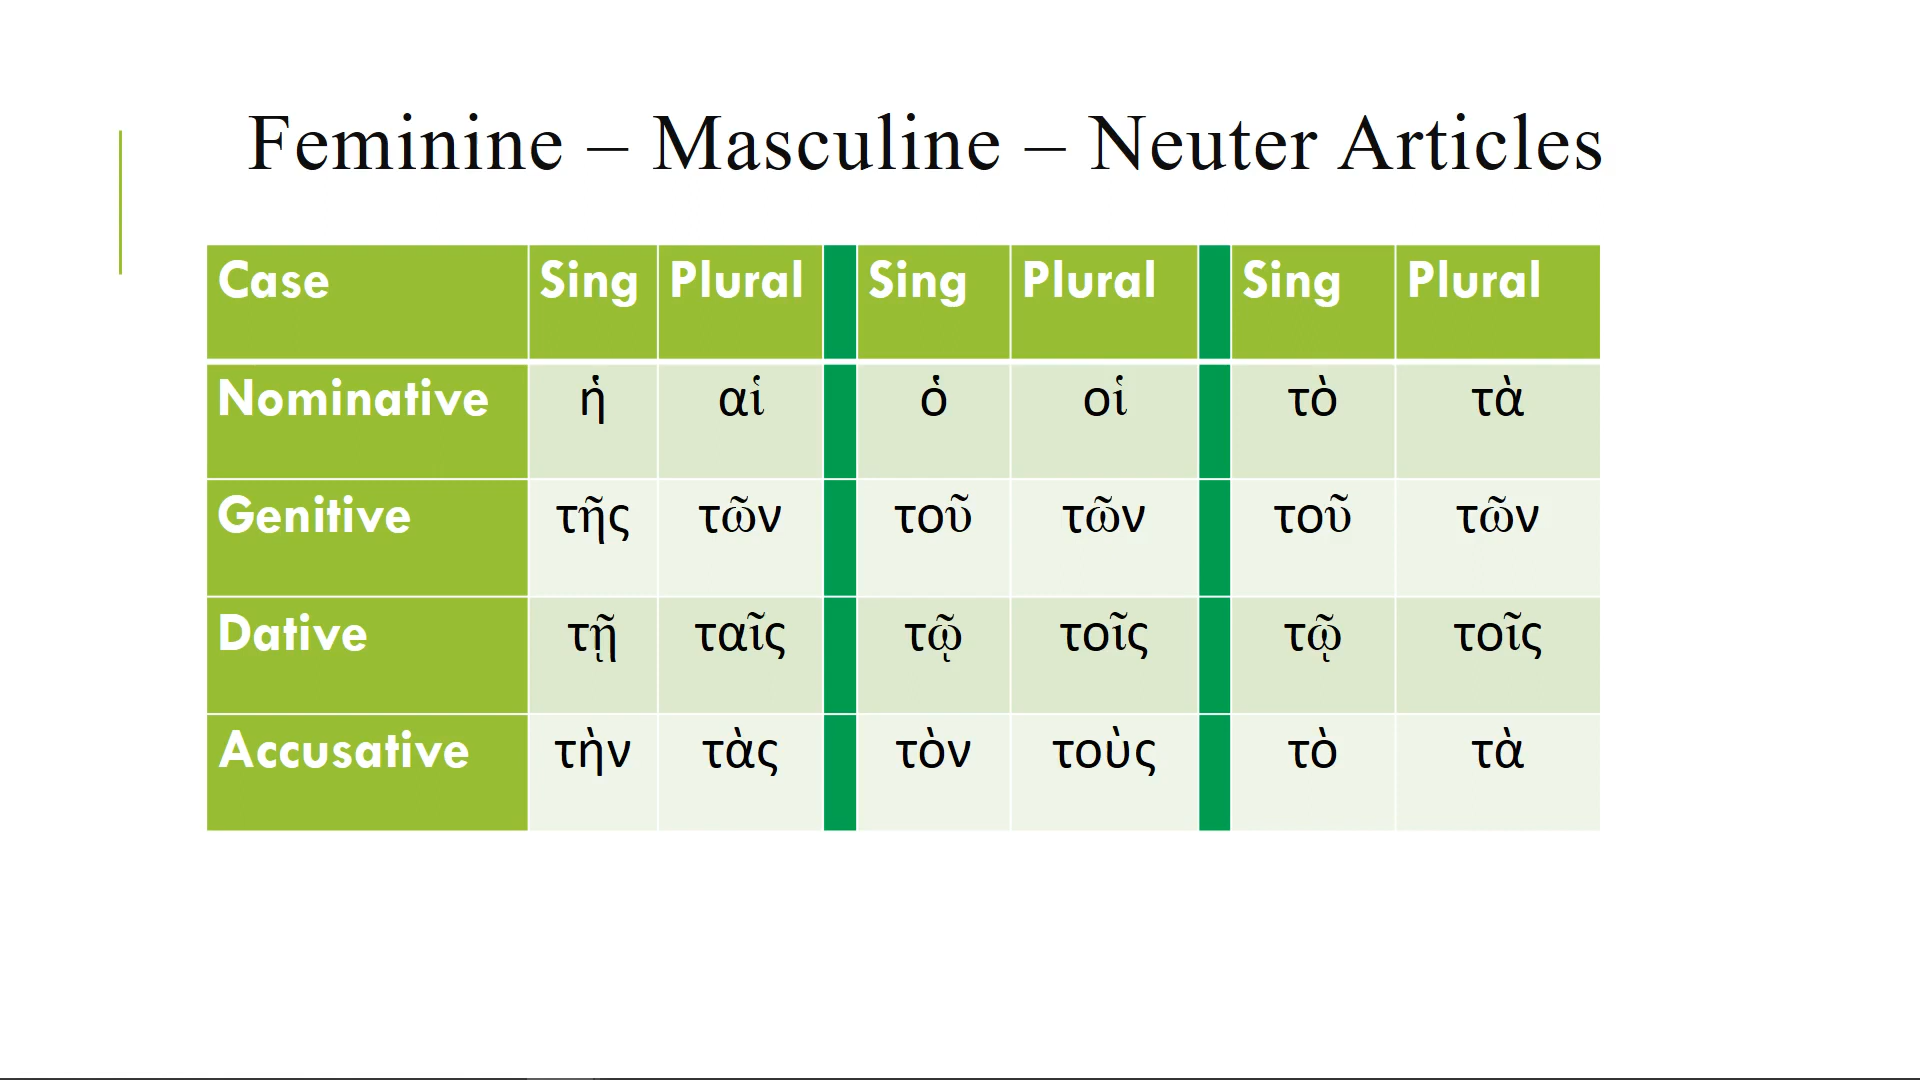 Feminine – Masculine – Neuter Articles
Case Sing Plural Sing Plural Sing Plural
Nominative ἡ αἱ ὁ οἱ τὸ τὰ
Genitive τῆς τῶν τοῦ τῶν τοῦ τῶν
Dative τῇ ταῖς τῷ τοῖς τῷ τοῖς
Accusative τὴν τὰς τὸν τοὺς τὸ τὰ